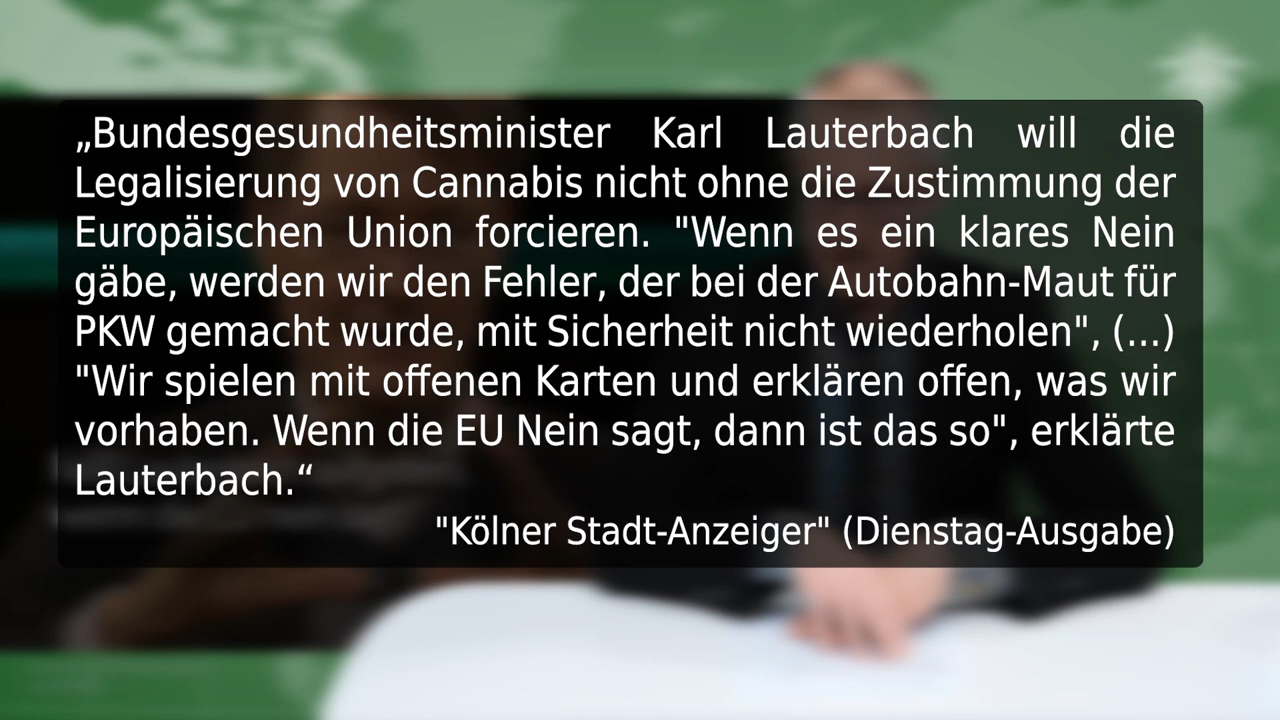 „Bundesgesundheitsminister Karl Lauterbach will die
Legalisierung von Cannabis nicht ohne die Zustimmung der
Europäischen Union forcieren. "Wenn es ein klares Nein
gäbe, werden wir den Fehler, der bei der Autobahn-Maut für
PKW gemacht wurde, mit Sicherheit nicht wiederholen", (...)
"Wir spielen mit offenen Karten und erklären offen, was wir
vorhaben. Wenn die EU Nein sagt, dann ist das so", erklärte
Lauterbach.“
"Kölner Stadt-Anzeiger" (Dienstag-Ausgabe)